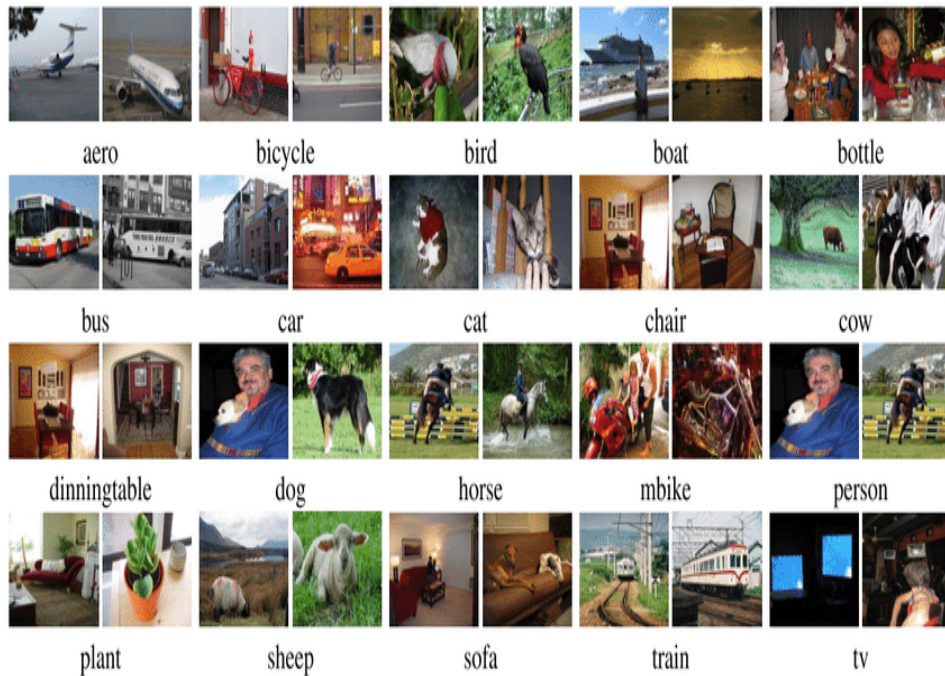 aero bicycle bird boat bottle
bus car cat chair cow
dinningtable dog horse mbike person
plant sheep sofa train tv